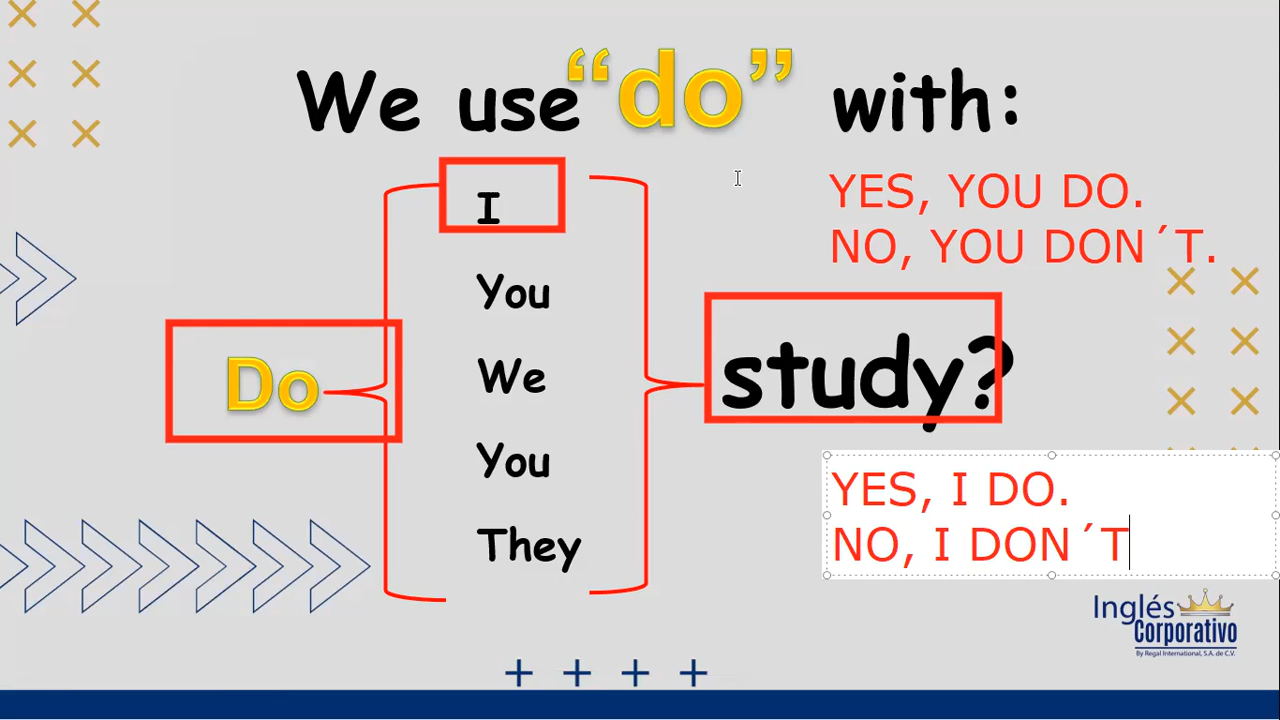 We use “do” with:
YES, YOU DO.
NO, YOU DON´T.
I
You
We
You
They
Do
study?
YES, I DO.
NO, I DON´T
Inglés
Corporativo
By Regal International, S.A. de C.V.